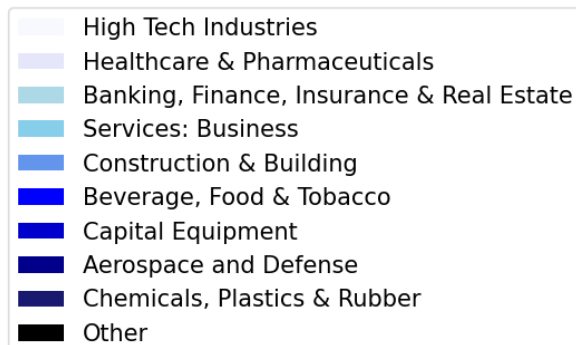 High Tech Industries
Healthcare & Pharmaceuticals
Banking, Finance, Insurance & Real Estate
Services: Business
Construction & Building
Beverage, Food & Tobacco
Capital Equipment
Aerospace and Defense
Chemicals, Plastics & Rubber
Other